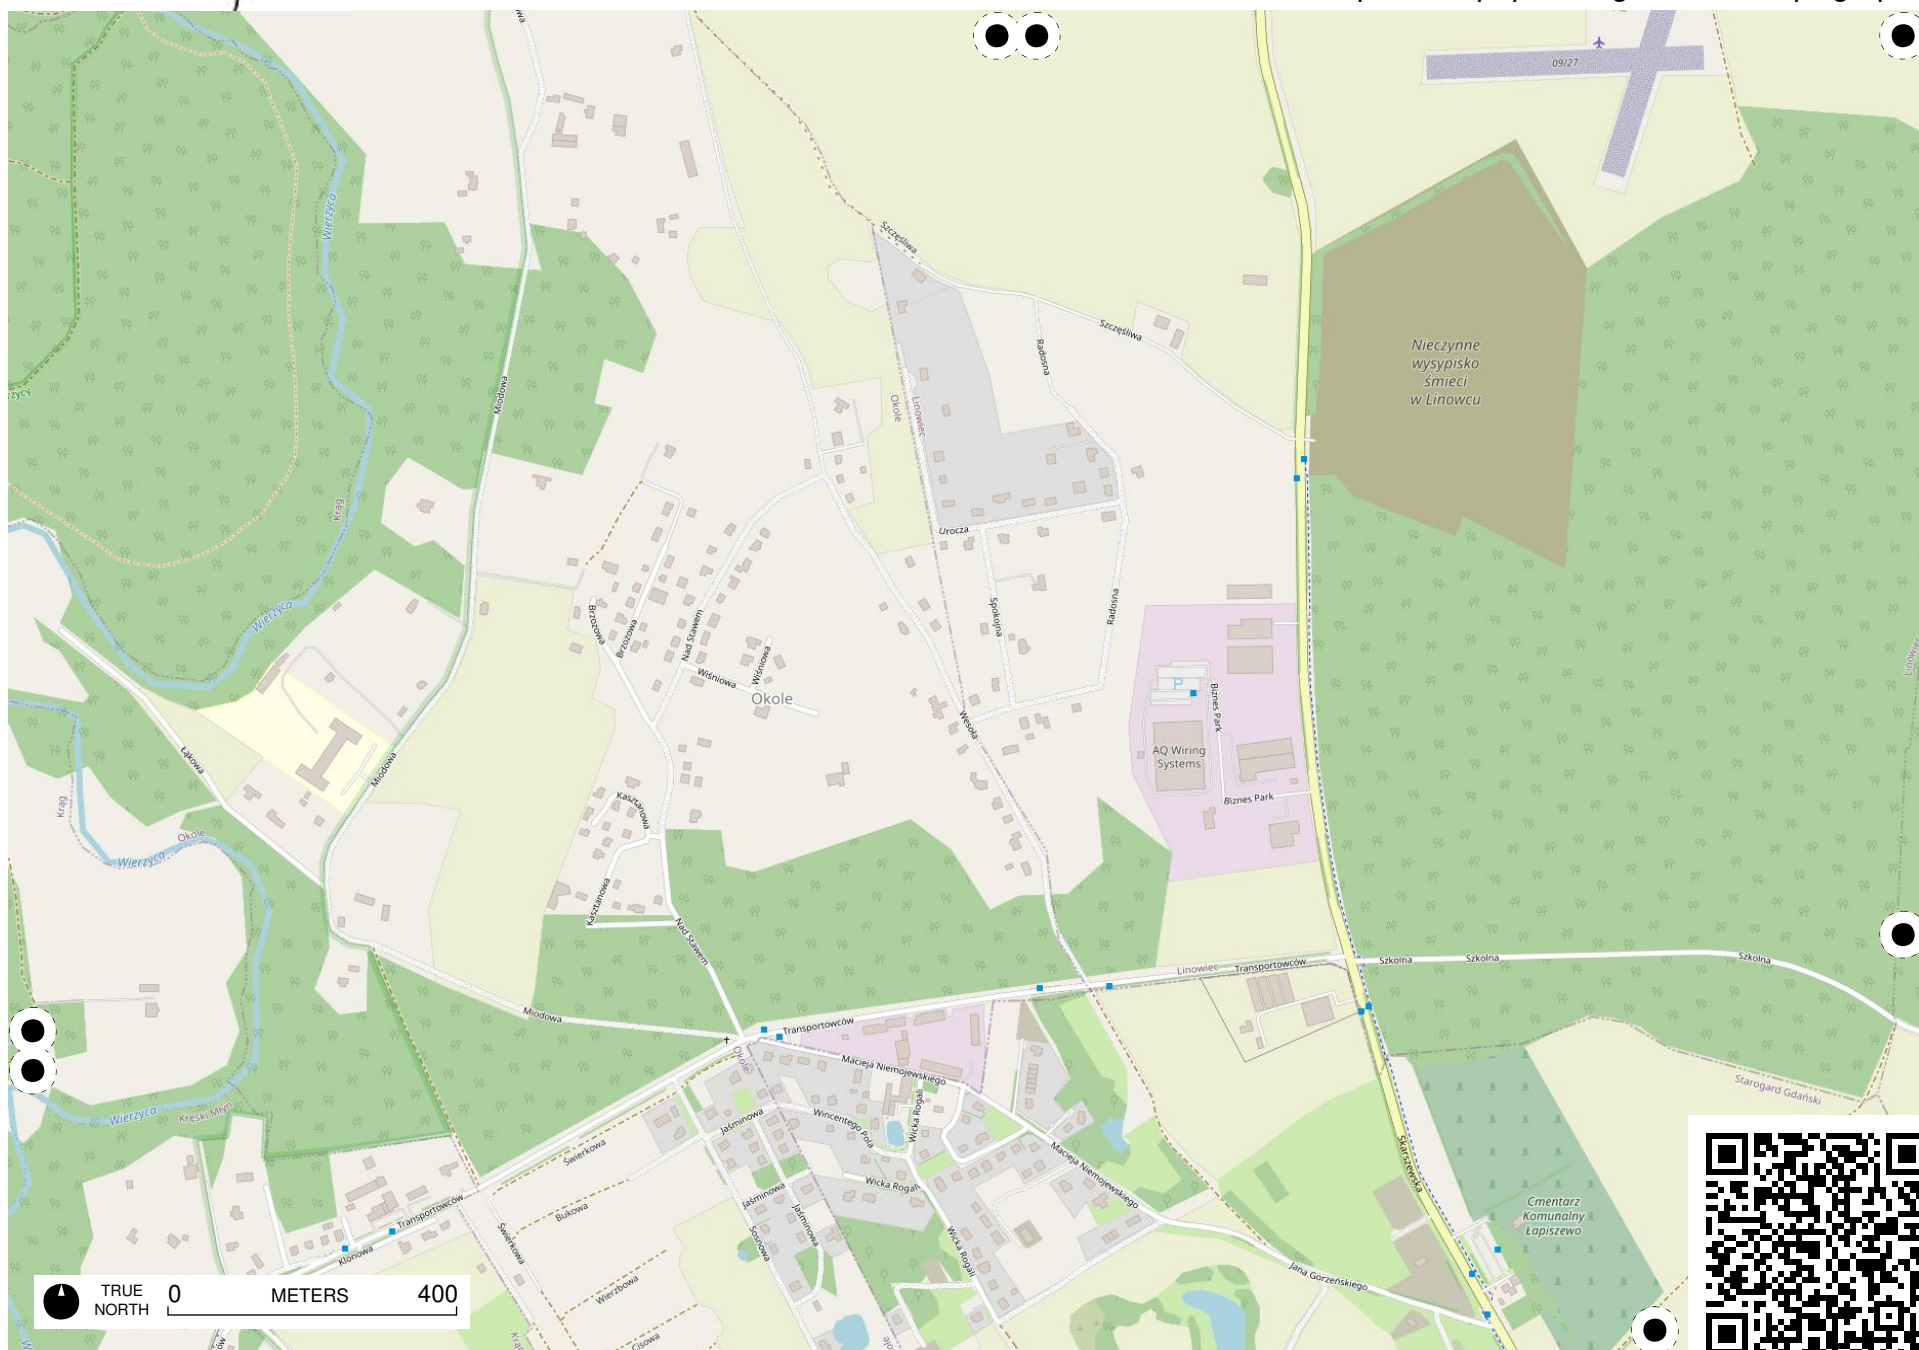 09/27
Wierzyca
Szczęśliwa
Szczęśliwa
Radosna
Nieczynne
wysypisko
śmieci
w Linowcu
Miodowa
Okole
Linowiec
Krąg
Urocza
Wierzyca
Brzozowa
Brzozowa
Nad Stawem
Spokojna
Radosna
Wiśniowa
Wiśniowa
Okole
P
Biznes Park
Wesoła
AQ Wiring
Systems
Łąkowa
Miodowa
Biznes Park
Kasztanowa
Krąg
Okole
Wierzyca
Kasztanowa
Nad Stawem
Linowiec
Transportowców
Szkolna
Szkolna
Szkolna
Miodowa
Transportowców
Okole
Macieja Niemojewskiego
Starogard Gdański
Wierzyca
Kręski Młyn
Jaśminowa
Wincentego Pola
Wicka Rogali
Świerkowa
Macieja Niemojewskiego
Skarszewska
Wicka Rogali
Jaśminowa
Jaśminowa
Bukowa
Transportowców
Klonowa
Świerkowa
Sosnowa
Wicka Rogali
Cmentarz
Komunalny
Łapiszewo
Jana Gorzeńskiego
Wierzbowa
Cisowa
TRUE
NORTH
0 METERS 400